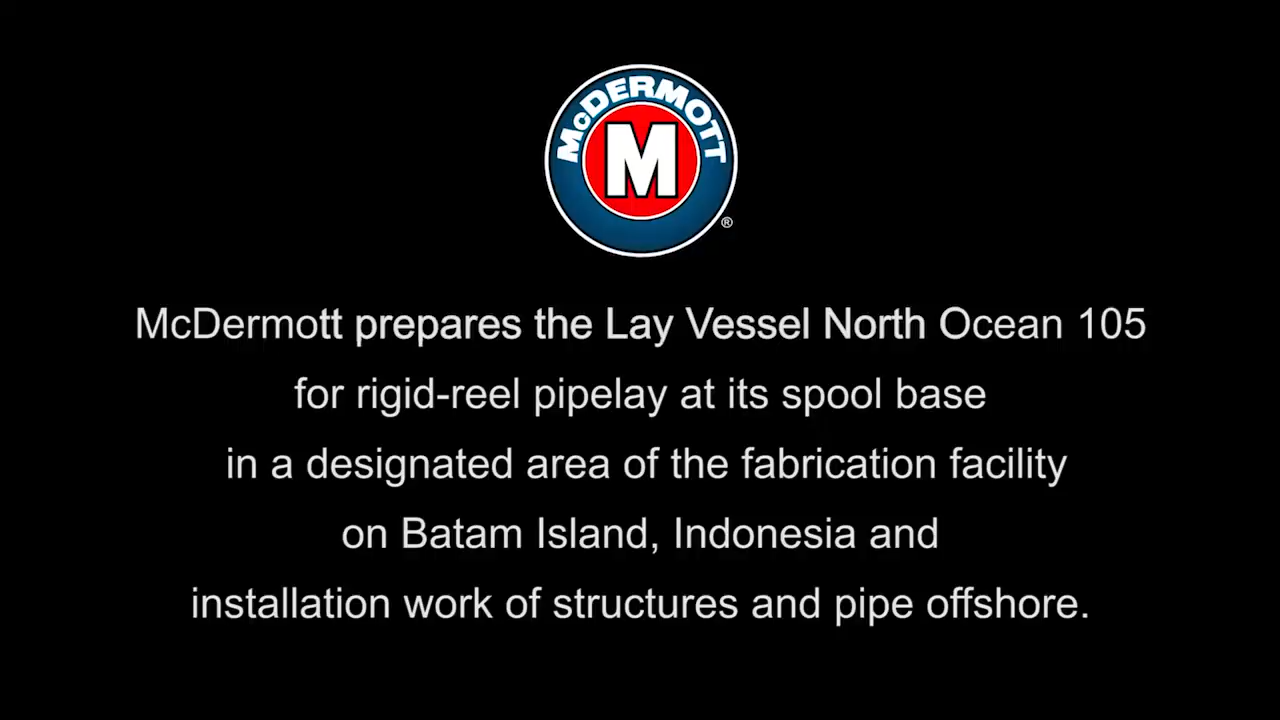 McDERMOTT
M
®
McDermott prepares the Lay Vessel North Ocean 105
for rigid-reel pipelay at its spool base
in a designated area of the fabrication facility
on Batam Island, Indonesia and
installation work of structures and pipe offshore.